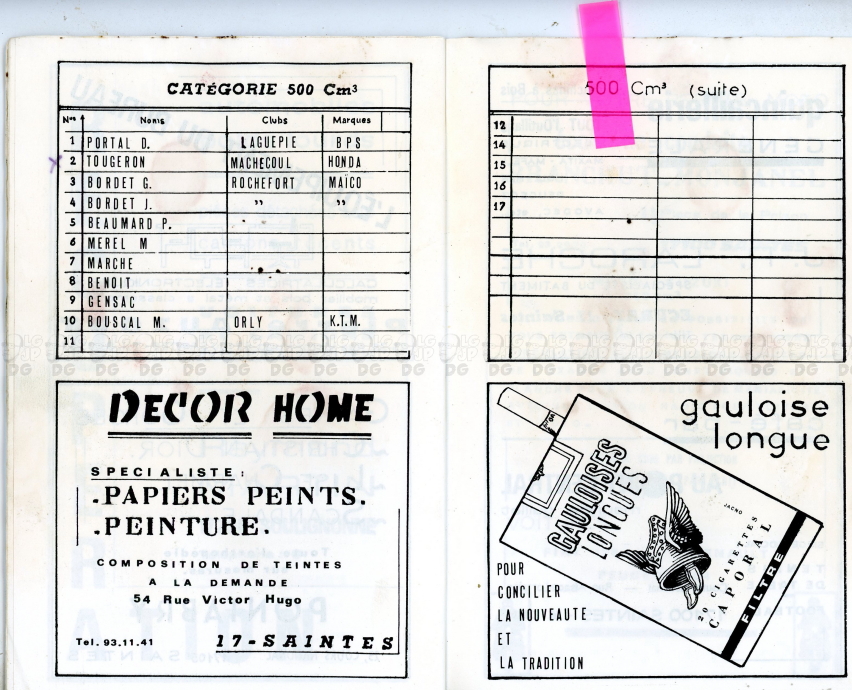 CATÉGORIE 500 Cm³
Nos Noms Clubs Marques
1 PORTAL D. LAGUEPIE BPS
2 TOUGERON MACHECOUL HONDA
3 BORDET G. ROCHEFORT MAÏCO
4 BORDET J. " "
5 BEAUMARD P.
6 MEREL M
7 MARCHE
8 BENOIT
9 GENSAC
10 BOUSCAL M. ORLY K.T.M.
11
DECOR HOME
SPECIALISTE:
.PAPIERS PEINTS.
.PEINTURE.
COMPOSITION DE TEINTES
A LA DEMANDE
54 Rue Victor Hugo
Tel. 93.11.41 17-SAINTES
500 Cm³ (suite)
12
14
15
16
17
gauloise
longue
GAULOISES
LONGUES
JACNO
20 CIGARETTES
CAPORAL
FILTRE
POUR
CONCILIER
LA NOUVEAUTE
ET
LA TRADITION